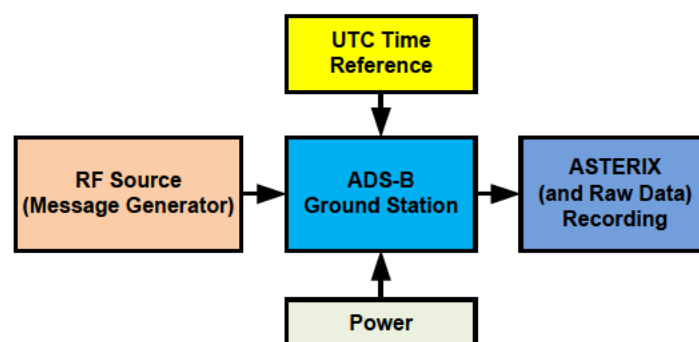 UTC Time
Reference
RF Source
(Message Generator)
ADS-B
Ground Station
ASTERIX
(and Raw Data)
Recording
Power